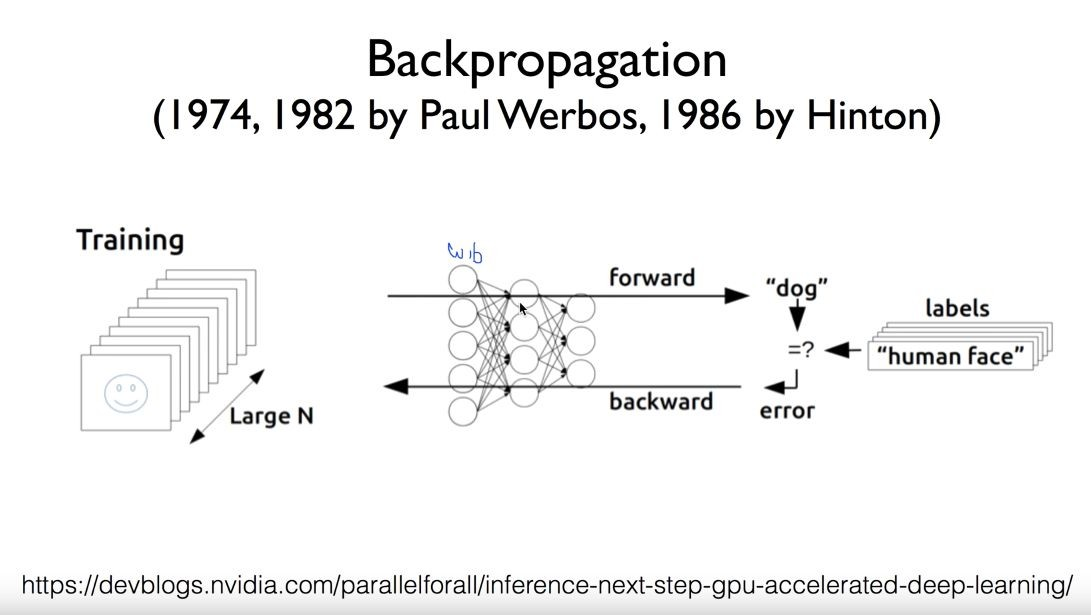 Backpropagation
(1974, 1982 by Paul Werbos, 1986 by Hinton)
Training
Large N
w,b
forward
backward
"dog"
=?
error
labels
"human face"
https://devblogs.nvidia.com/parallelforall/inference-next-step-gpu-accelerated-deep-learning/